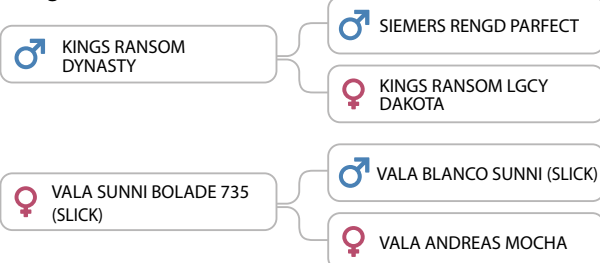 SIEMERS RENGD PARFECT
KINGS RANSOM
DYNASTY
KINGS RANSOM LGCY
DAKOTA
VALA BLANCO SUNNI (SLICK)
VALA SUNNI BOLADE 735
(SLICK)
VALA ANDREAS MOCHA